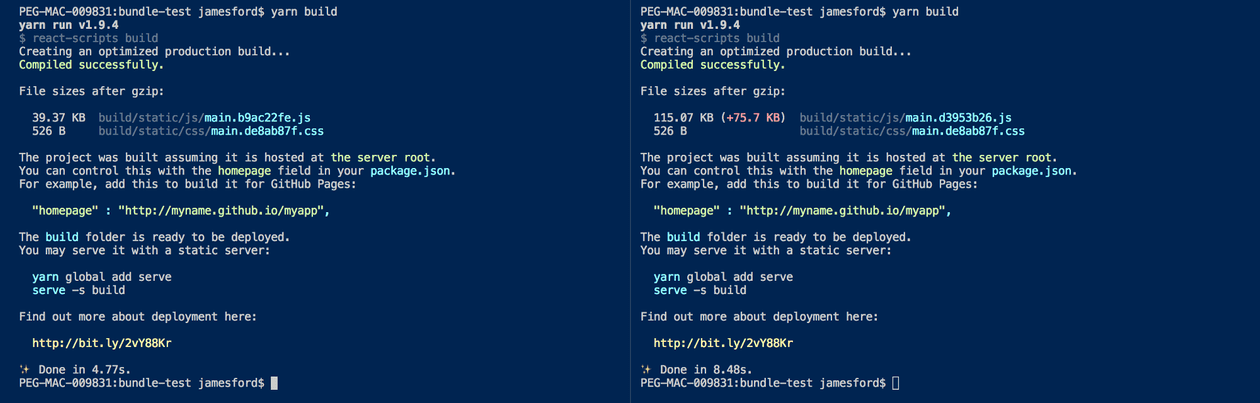 PEG-MAC-009831:bundle-test jamesford$ yarn build
yarn run v1.9.4
$ react-scripts build
Creating an optimized production build...
Compiled successfully.
File sizes after gzip:
39.37 KB  build/static/js/main.b9ac22fe.js
526 B     build/static/css/main.de8ab87f.css
The project was built assuming it is hosted at the server root.
You can control this with the homepage field in your package.json.
For example, add this to build it for GitHub Pages:
"homepage" : "http://myname.github.io/myapp",
The build folder is ready to be deployed.
You may serve it with a static server:
yarn global add serve
serve -s build
Find out more about deployment here:
http://bit.ly/2vY88Kr
✨ Done in 4.77s.
PEG-MAC-009831:bundle-test jamesford$
PEG-MAC-009831:bundle-test jamesford$ yarn build
yarn run v1.9.4
$ react-scripts build
Creating an optimized production build...
Compiled successfully.
File sizes after gzip:
115.07 KB (+75.7 KB)  build/static/js/main.d3953b26.js
526 B                 build/static/css/main.de8ab87f.css
The project was built assuming it is hosted at the server root.
You can control this with the homepage field in your package.json.
For example, add this to build it for GitHub Pages:
"homepage" : "http://myname.github.io/myapp",
The build folder is ready to be deployed.
You may serve it with a static server:
yarn global add serve
serve -s build
Find out more about deployment here:
http://bit.ly/2vY88Kr
✨ Done in 8.48s.
PEG-MAC-009831:bundle-test jamesford$